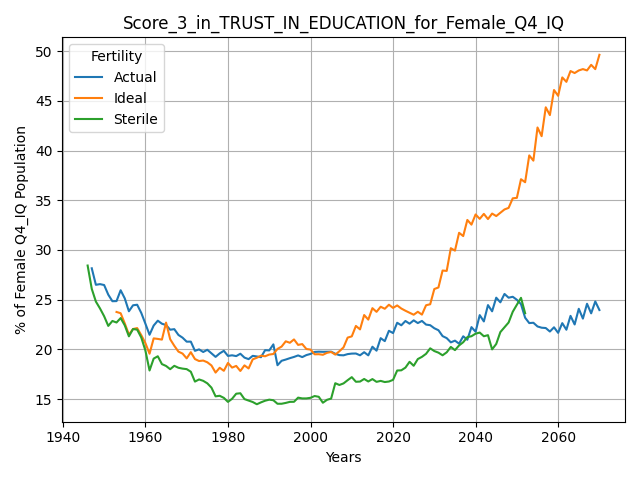 Score_3_in_TRUST_IN_EDUCATION_for_Female_Q4_IQ
% of Female Q4_IQ Population
50
45
40
35
30
25
20
15
Fertility
Actual
Ideal
Sterile
1940
1960
1980
2000
2020
2040
2060
Years